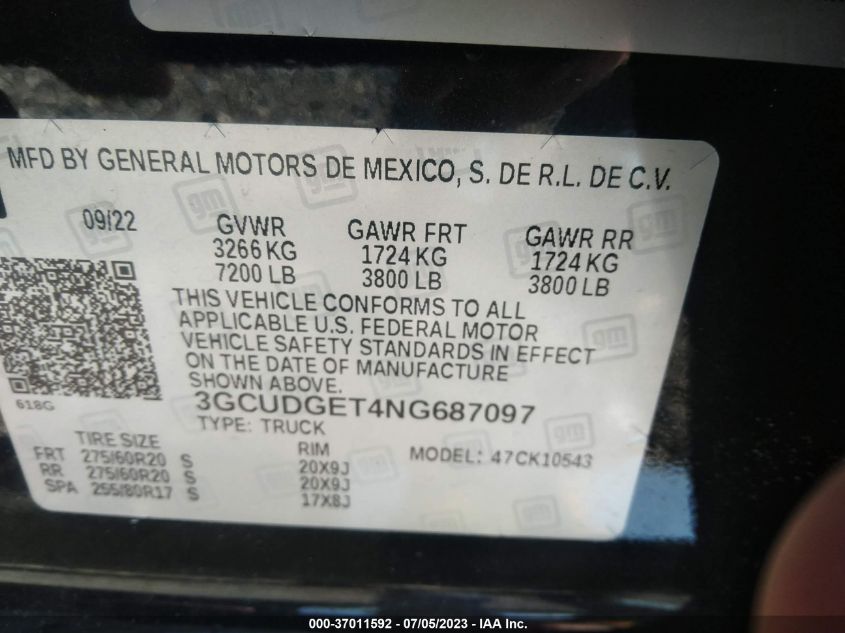 MFD BY GENERAL MOTORS DE MEXICO, S. DE R.L. DE C.V.
09/22
GVWR
3266 KG
7200 LB
GAWR FRT
1724 KG
3800 LB
GAWR RR
1724 KG
3800 LB
THIS VEHICLE CONFORMS TO ALL
APPLICABLE U.S. FEDERAL MOTOR
VEHICLE SAFETY STANDARDS IN EFFECT
ON THE DATE OF MANUFACTURE
SHOWN ABOVE.
618G
3GCUDGET4NG687097
TYPE: TRUCK
MODEL: 47CK10543
TIRE SIZE
RIM
FRT 275/60R20 S 20X9J
RR 275/60R20 S 20X9J
SPA 255/80R17 S 17X8J
gm
000-37011592 - 07/05/2023 - IAA Inc.